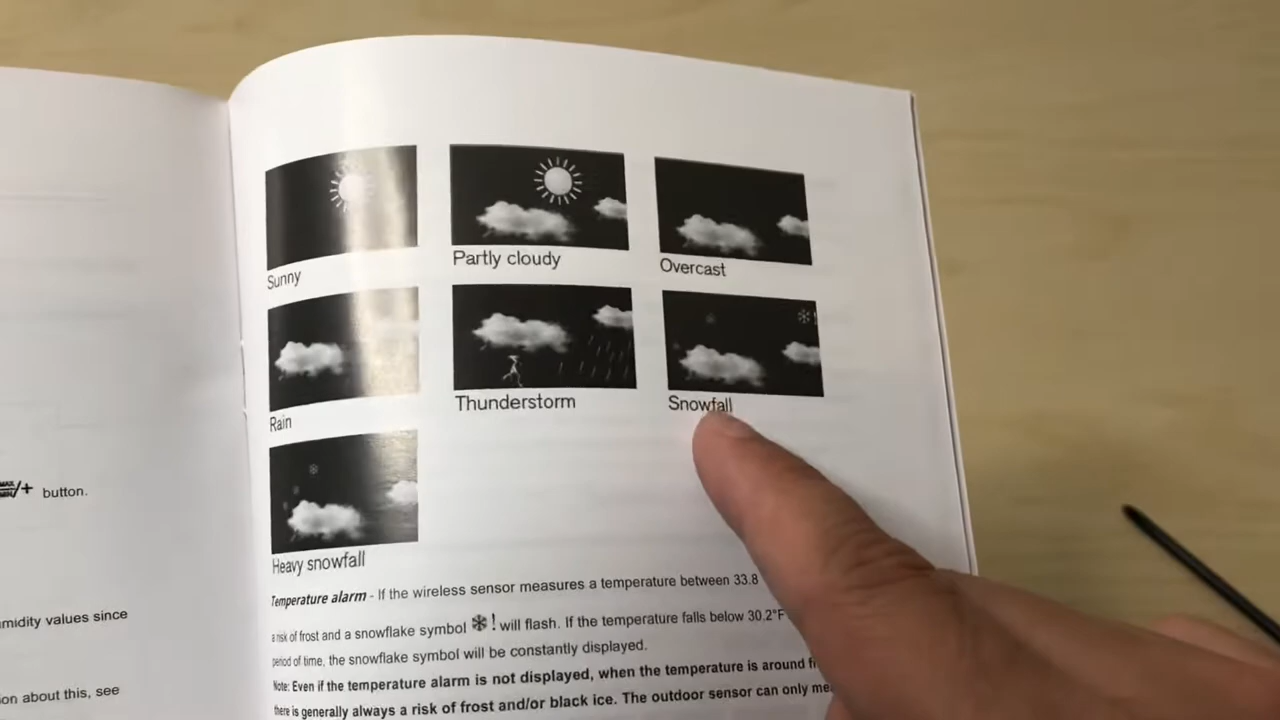 Sunny
Partly cloudy
Overcast
Rain
Thunderstorm
Snowfall
Heavy snowfall
MAX
MIN/+ button.
midity values since
on about this, see
Temperature alarm - If the wireless sensor measures a temperature between 33.8
a risk of frost and a snowflake symbol ❄! will flash. If the temperature falls below 30.2°F
period of time, the snowflake symbol will be constantly displayed.
Note: Even if the temperature alarm is not displayed, when the temperature is around
there is generally always a risk of frost and/or black ice. The outdoor sensor can only